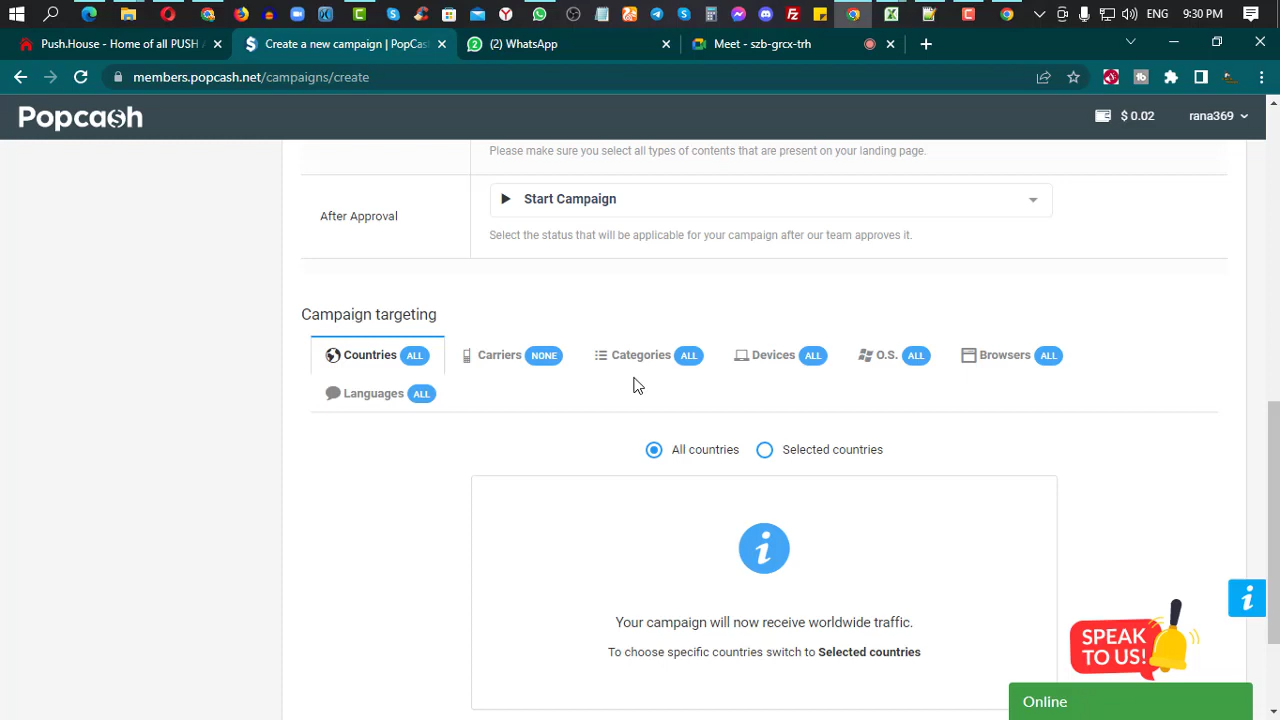 ENG
3:30 PM
Push.House - Home of all PUSH A
Create a new campaign | PopCas
(2) WhatsApp
Meet - szb-grcx-trh
members.popcash.net/campaigns/create
Popcash
$ 0.02
rana369
Please make sure you select all types of contents that are present on your landing page.
After Approval
Start Campaign
Select the status that will be applicable for your campaign after our team approves it.
Campaign targeting
Countries ALL
Carriers NONE
Categories ALL
Devices ALL
O.S. ALL
Browsers ALL
Languages ALL
All countries
Selected countries
Your campaign will now receive worldwide traffic.
To choose specific countries switch to Selected countries
SPEAK
TO US!
Online